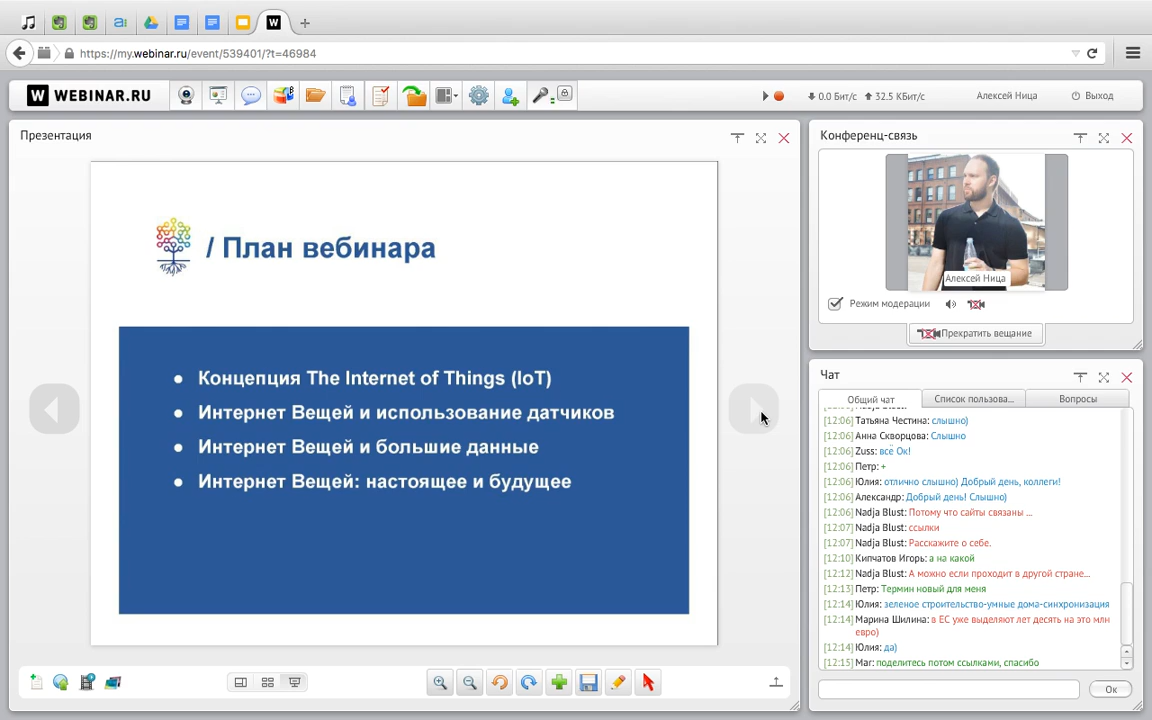 https://my.webinar.ru/event/539401/?t=46984
W WEBINAR.RU
0.0 Бит/с 32.5 КБит/с
Алексей Ница
Выход
Презентация
/ План вебинара
• Концепция The Internet of Things (IoT)
• Интернет Вещей и использование датчиков
• Интернет Вещей и большие данные
• Интернет Вещей: настоящее и будущее
Конференц-связь
Алексей Ница
Режим модерации
Прекратить вещание
Чат
Общий чат
Список пользова...
Вопросы
[12:06] Татьяна Честина: слышно)
[12:06] Анна Скворцова: Слышно
[12:06] Zuss: всё Ок!
[12:06] Петр: +
[12:06] Юлия: отлично слышно) Добрый день, коллеги!
[12:06] Александр: Добрый день! Слышно)
[12:06] Nadja Blust: Потому что сайты связаны ...
[12:07] Nadja Blust: ссылки
[12:07] Nadja Blust: Расскажите о себе.
[12:10] Кипчатов Игорь: а на какой
[12:12] Nadja Blust: А можно если проходит в другой стране...
[12:13] Петр: Термин новый для меня
[12:14] Юлия: зеленое строительство-умные дома-синхронизация
[12:14] Марина Шилина: в ЕС уже выделяют лет десять на это млн
евро)
[12:14] Юлия: да)
[12:15] Маг: поделитесь потом ссылками, спасибо
Ок